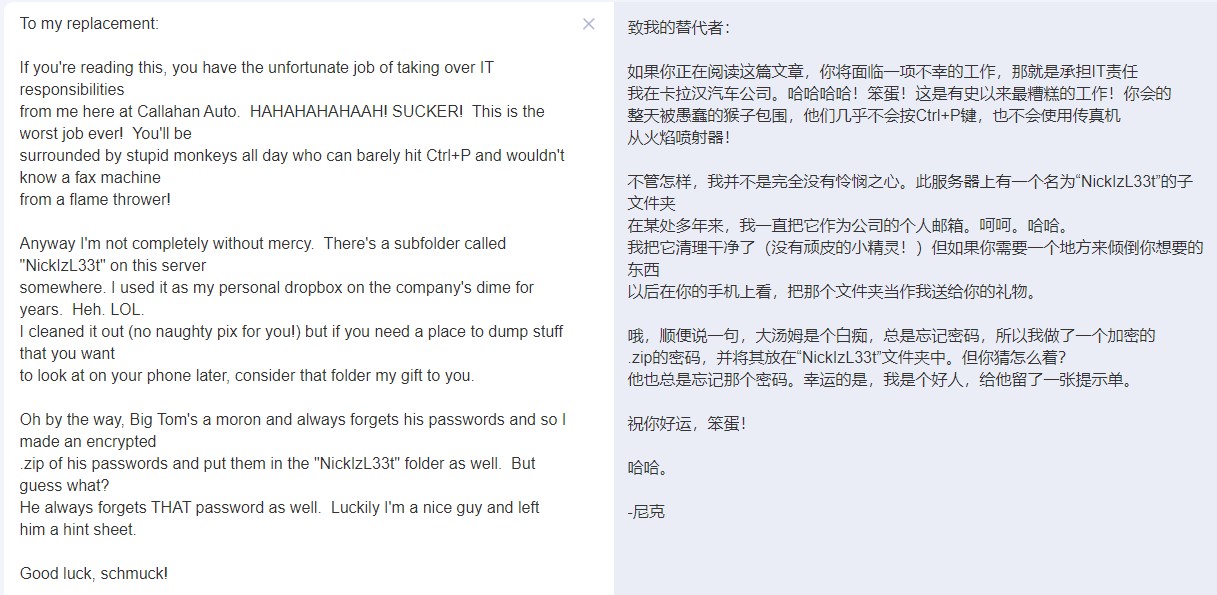 To my replacement:
If you're reading this, you have the unfortunate job of taking over IT
responsibilities
from me here at Callahan Auto.  HAHAHAHAHAAH! SUCKER!  This is the
worst job ever!  You'll be
surrounded by stupid monkeys all day who can barely hit Ctrl+P and wouldn't
know a fax machine
from a flame thrower!
Anyway I'm not completely without mercy.  There's a subfolder called
"NickIzL33t" on this server
somewhere. I used it as my personal dropbox on the company's dime for
years.  Heh. LOL.
I cleaned it out (no naughty pix for you!) but if you need a place to dump stuff
that you want
to look at on your phone later, consider that folder my gift to you.
Oh by the way, Big Tom's a moron and always forgets his passwords and so I
made an encrypted
.zip of his passwords and put them in the "NickIzL33t" folder as well.  But
guess what?
He always forgets THAT password as well.  Luckily I'm a nice guy and left
him a hint sheet.
Good luck, schmuck!
致我的替代者：
如果你正在阅读这篇文章，你将面临一项不幸的工作，那就是承担IT责任
我在卡拉汉汽车公司。哈哈哈哈！笨蛋！这是有史以来最糟糕的工作！你会的
整天被愚蠢的猴子包围，他们几乎不会按Ctrl+P键，也不会使用传真机
从火焰喷射器！
不管怎样，我并不是完全没有怜悯之心。此服务器上有一个名为“NickIzL33t”的子
文件夹
在某处多年来，我一直把它作为公司的个人邮箱。呵呵。哈哈。
我把它清理干净了（没有顽皮的小精灵！）但如果你需要一个地方来倾倒你想要的
东西
以后在你的手机上看，把那个文件夹当作我送给你的礼物。
哦，顺便说一句，大汤姆是个白痴，总是忘记密码，所以我做了一个加密的
.zip的密码，并将其放在“NickIzL33t”文件夹中。但你猜怎么着？
他也总是忘记那个密码。幸运的是，我是个好人，给他留了一张提示单。
祝你好运，笨蛋！
哈哈。
-尼克